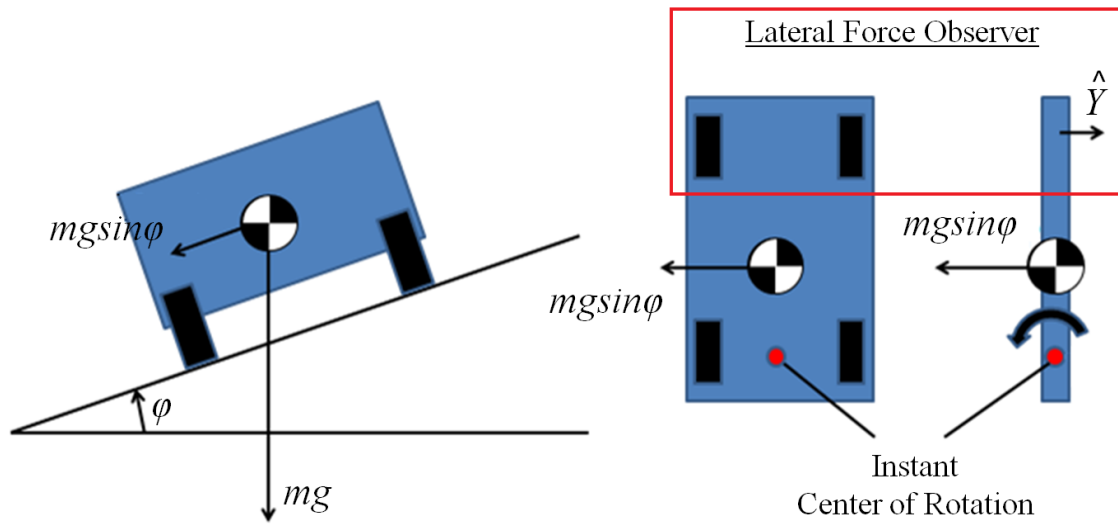 Lateral Force Observer
Ŷ
mgsinφ
mgsinφ
mgsinφ
φ
mg
Instant
Center of Rotation